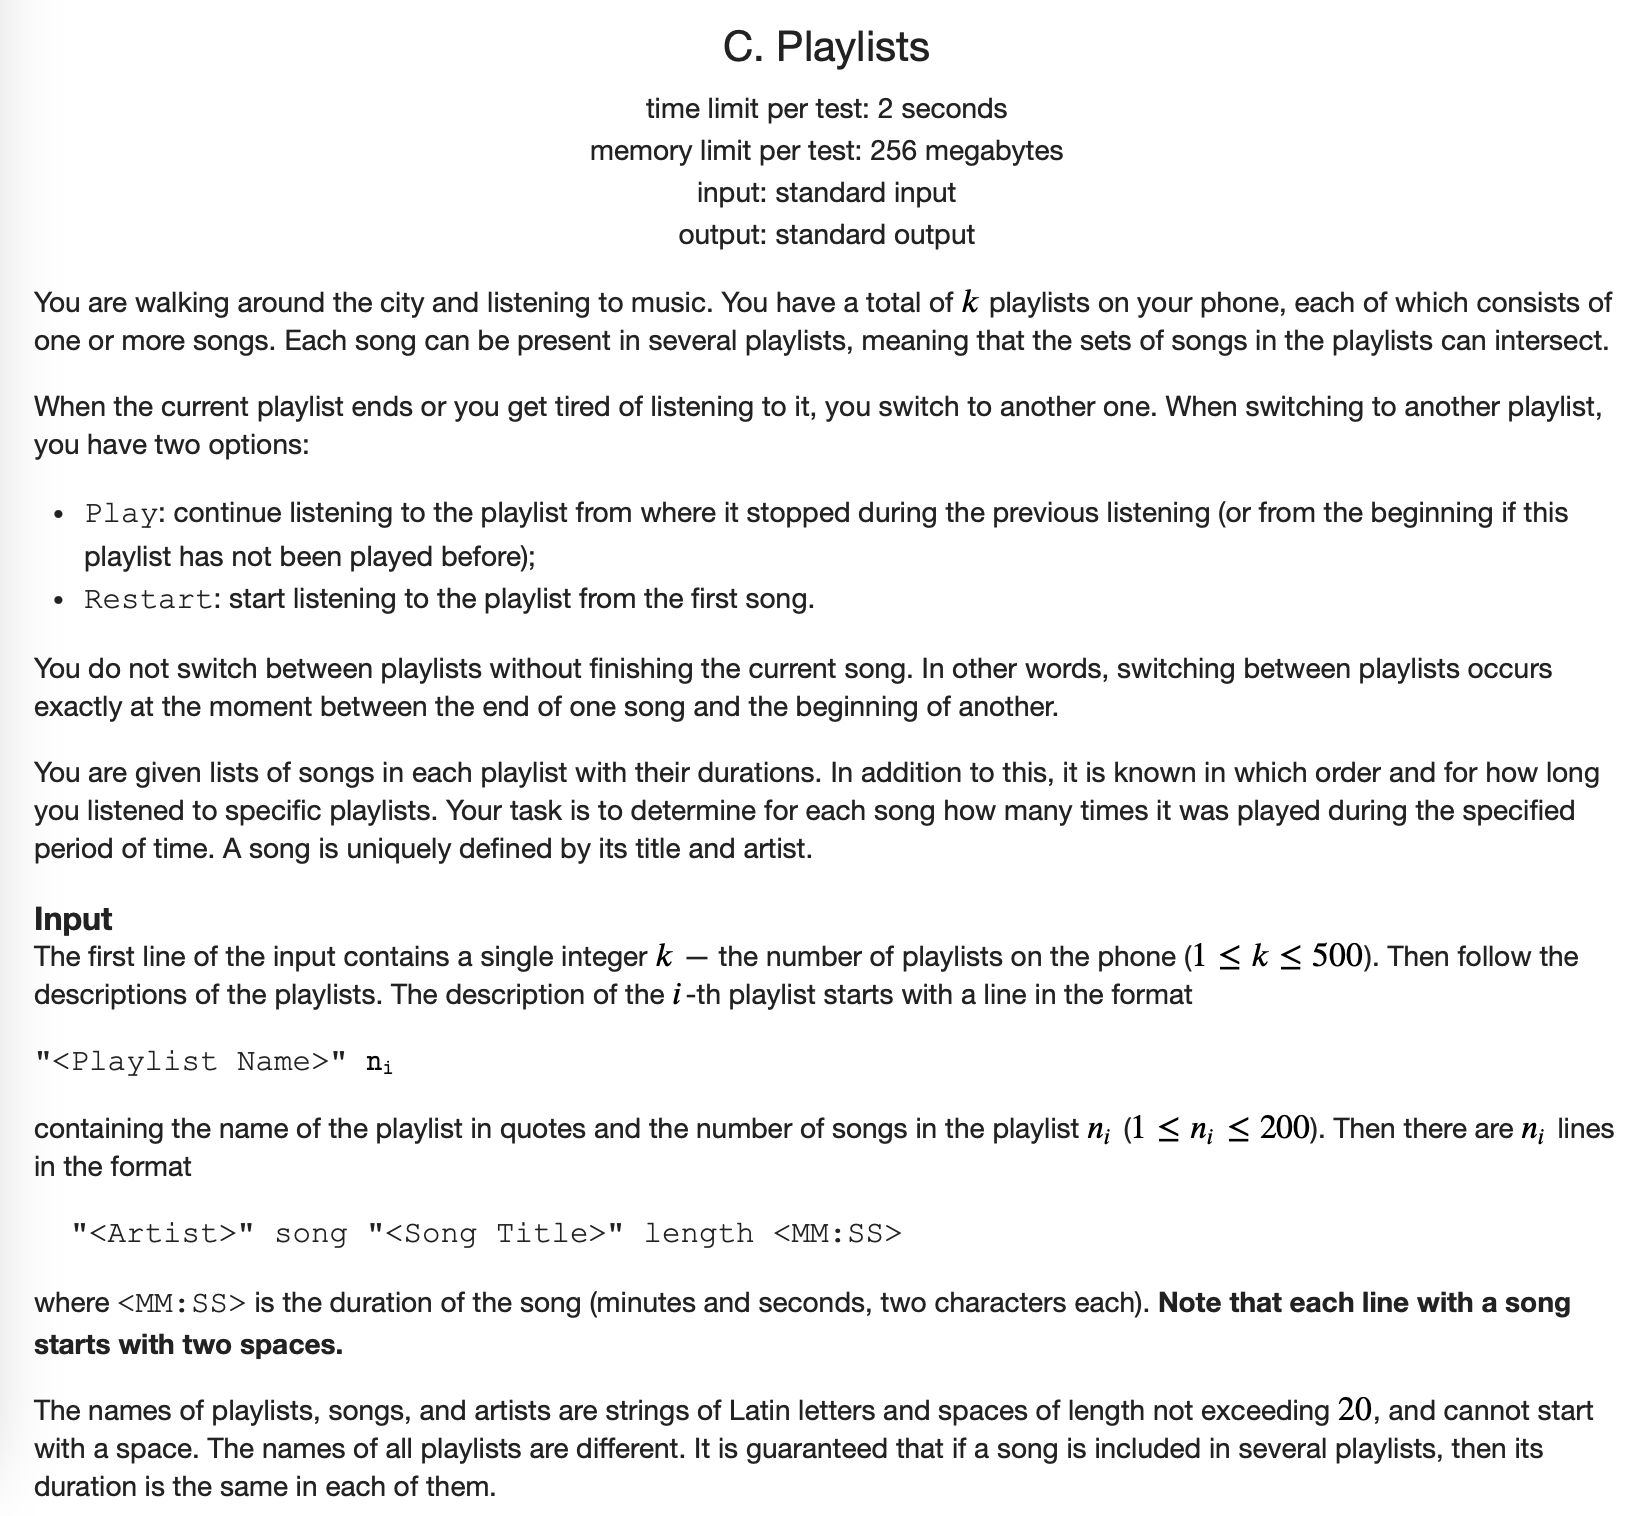 C. Playlists
time limit per test: 2 seconds
memory limit per test: 256 megabytes
input: standard input
output: standard output
You are walking around the city and listening to music. You have a total of k playlists on your phone, each of which consists of
one or more songs. Each song can be present in several playlists, meaning that the sets of songs in the playlists can intersect.
When the current playlist ends or you get tired of listening to it, you switch to another one. When switching to another playlist,
you have two options:
• Play: continue listening to the playlist from where it stopped during the previous listening (or from the beginning if this
playlist has not been played before);
• Restart: start listening to the playlist from the first song.
You do not switch between playlists without finishing the current song. In other words, switching between playlists occurs
exactly at the moment between the end of one song and the beginning of another.
You are given lists of songs in each playlist with their durations. In addition to this, it is known in which order and for how long
you listened to specific playlists. Your task is to determine for each song how many times it was played during the specified
period of time. A song is uniquely defined by its title and artist.
Input
The first line of the input contains a single integer k — the number of playlists on the phone (1 ≤ k ≤ 500). Then follow the
descriptions of the playlists. The description of the i-th playlist starts with a line in the format
"<Playlist Name>" nᵢ
containing the name of the playlist in quotes and the number of songs in the playlist nᵢ (1 ≤ nᵢ ≤ 200). Then there are nᵢ lines
in the format
"<Artist>" song "<Song Title>" length <MM:SS>
where <MM:SS> is the duration of the song (minutes and seconds, two characters each). Note that each line with a song
starts with two spaces.
The names of playlists, songs, and artists are strings of Latin letters and spaces of length not exceeding 20, and cannot start
with a space. The names of all playlists are different. It is guaranteed that if a song is included in several playlists, then its
duration is the same in each of them.